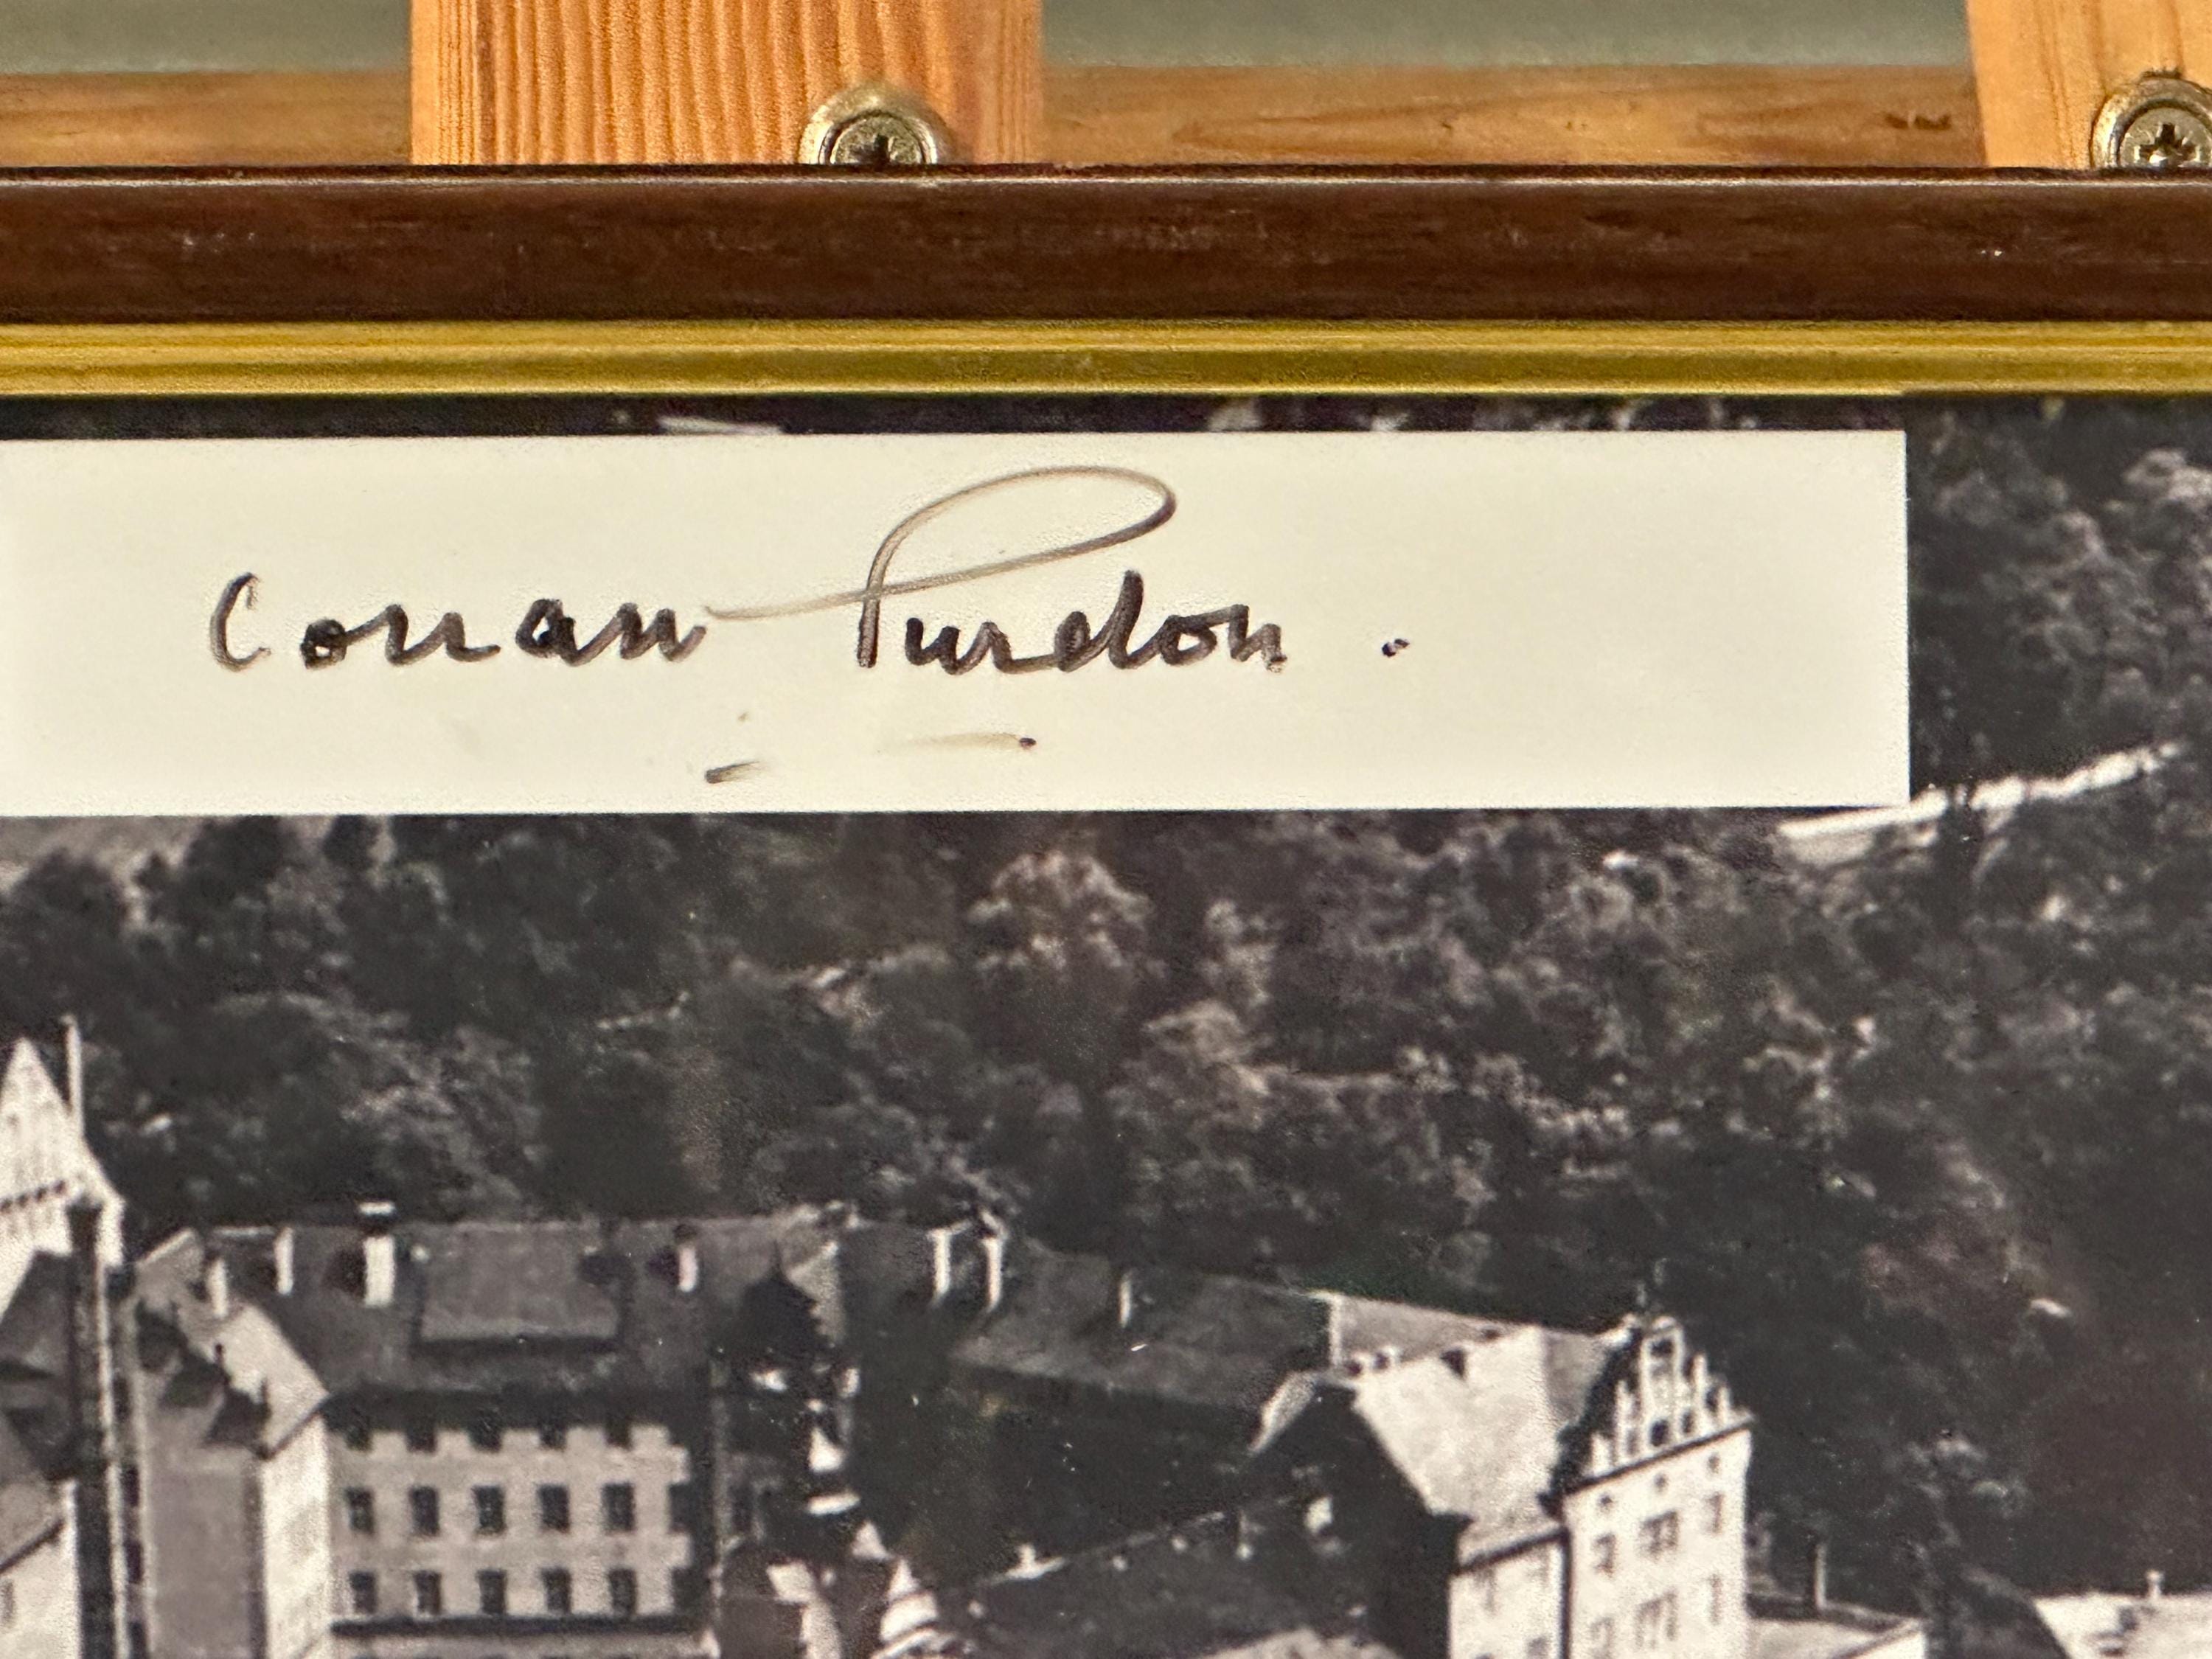 Conan Purdon .